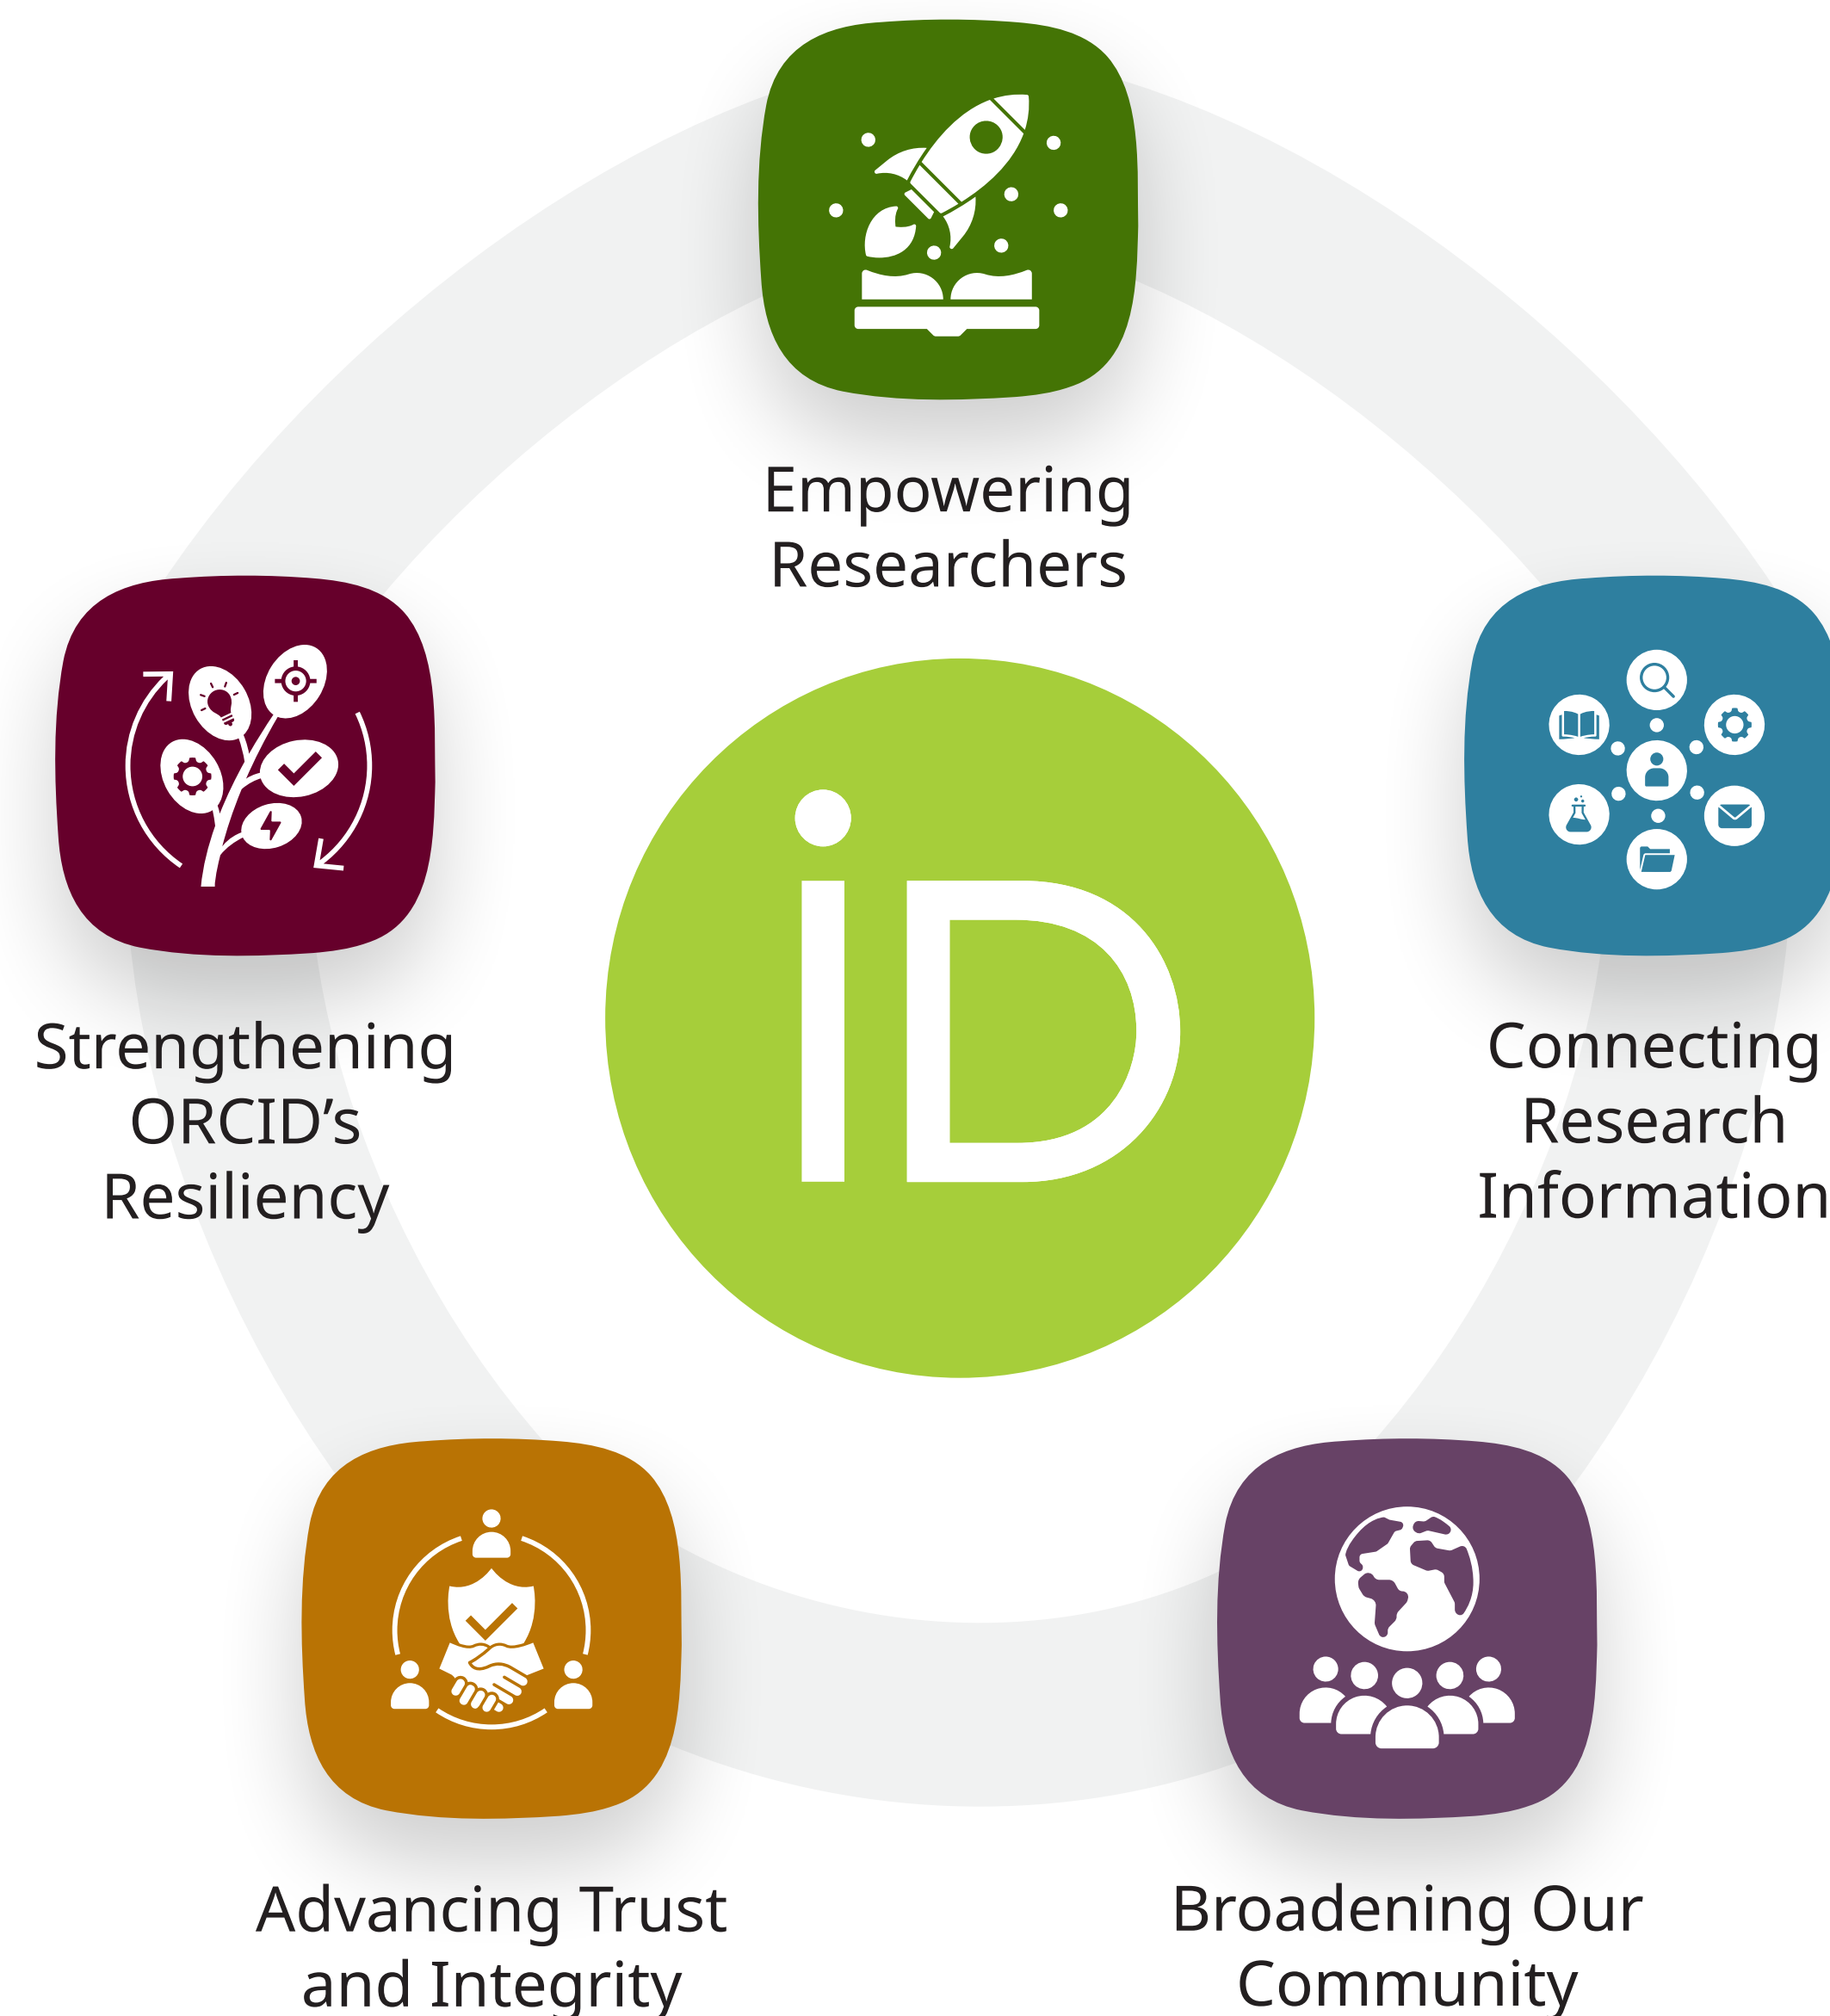 Empowering
Researchers
iD
Strengthening
ORCID’s
Resiliency
Connecting
Research
Information
Advancing Trust
and Integrity
Broadening Our
Community